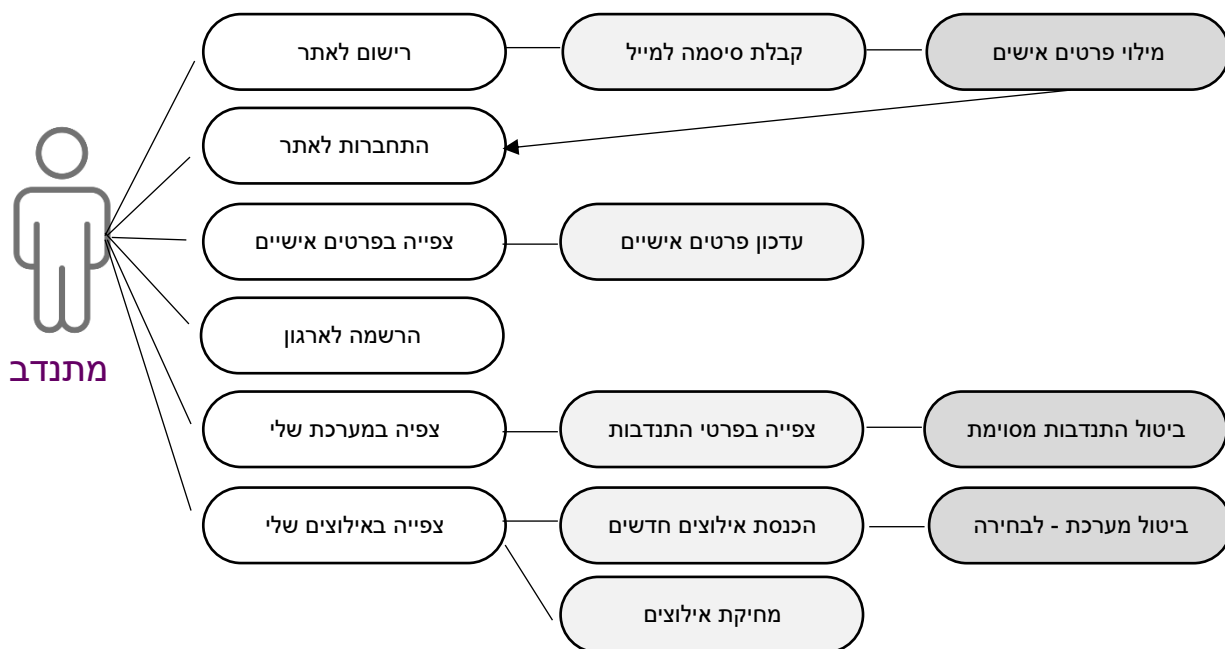 רישום לאתר
קבלת סיסמה למייל
מילוי פרטים אישים
התחברות לאתר
צפייה בפרטים אישיים
עדכון פרטים אישיים
הרשמה לארגון
מתנדב
צפיה במערכת שלי
צפייה בפרטי התנדבות
ביטול התנדבות מסוימת
צפייה באילוצים שלי
הכנסת אילוצים חדשים
ביטול מערכת - לבחירה
מחיקת אילוצים